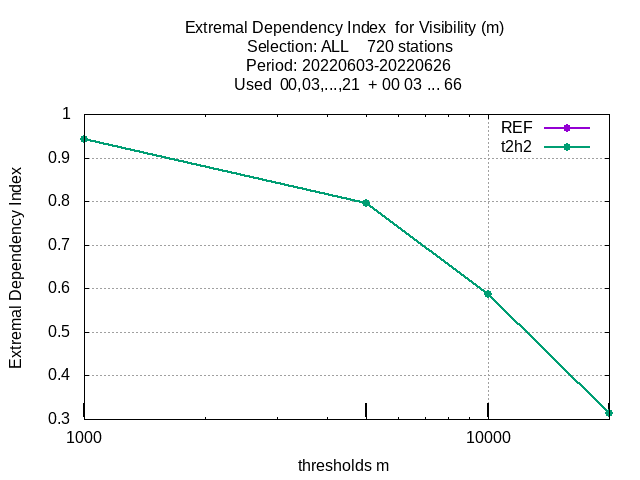 Extremal Dependency Index  for Visibility (m)
Selection: ALL    720 stations
Period: 20220603-20220626
Used  00,03,...,21  + 00 03 ... 66
REF
t2h2
1
0.9
0.8
0.7
0.6
0.5
0.4
0.3
Extremal Dependency Index
1000
10000
thresholds m